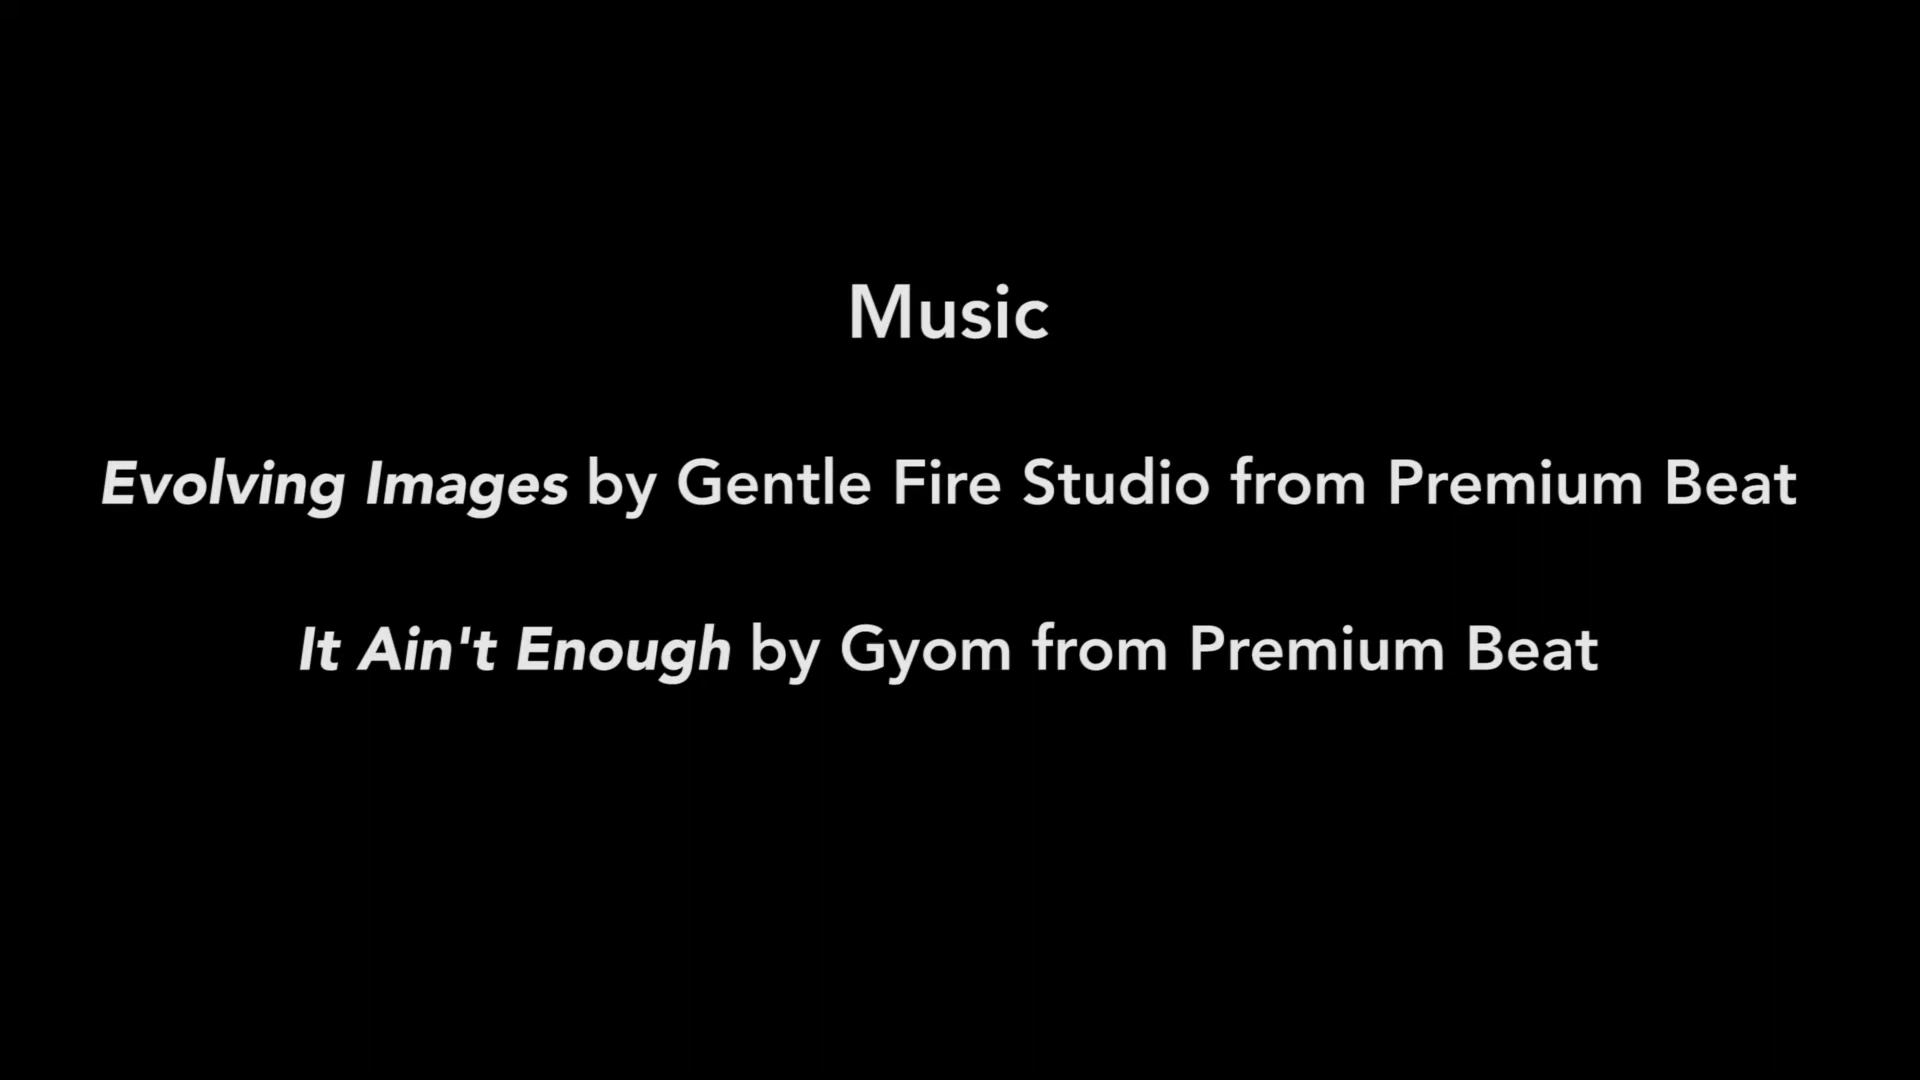 Music
Evolving Images by Gentle Fire Studio from Premium Beat
It Ain't Enough by Gyom from Premium Beat